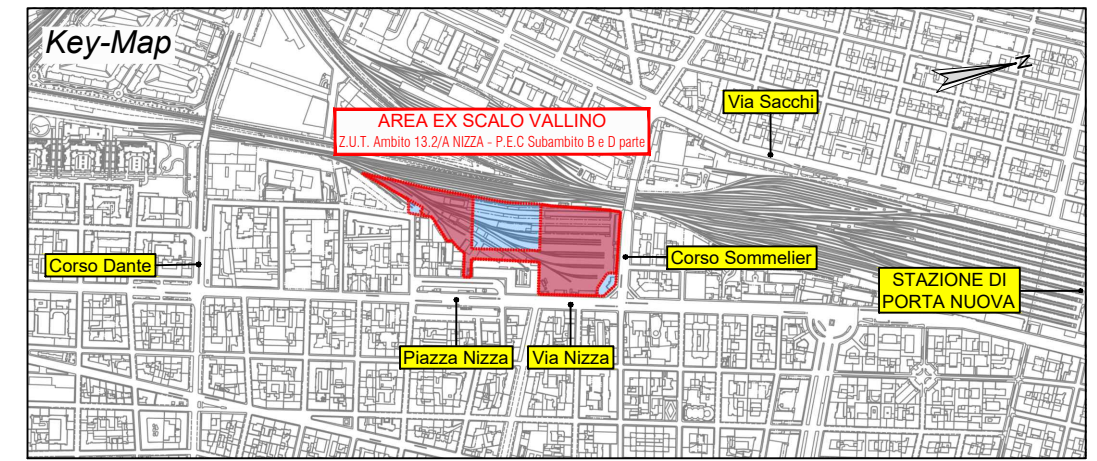 Key-Map
N
Via Sacchi
AREA EX SCALO VALLINO
Z.U.T. Ambito 13.2/A NIZZA - P.E.C Subambito B e D parte
Corso Dante
Corso Sommelier
STAZIONE DI
PORTA NUOVA
Piazza Nizza
Via Nizza